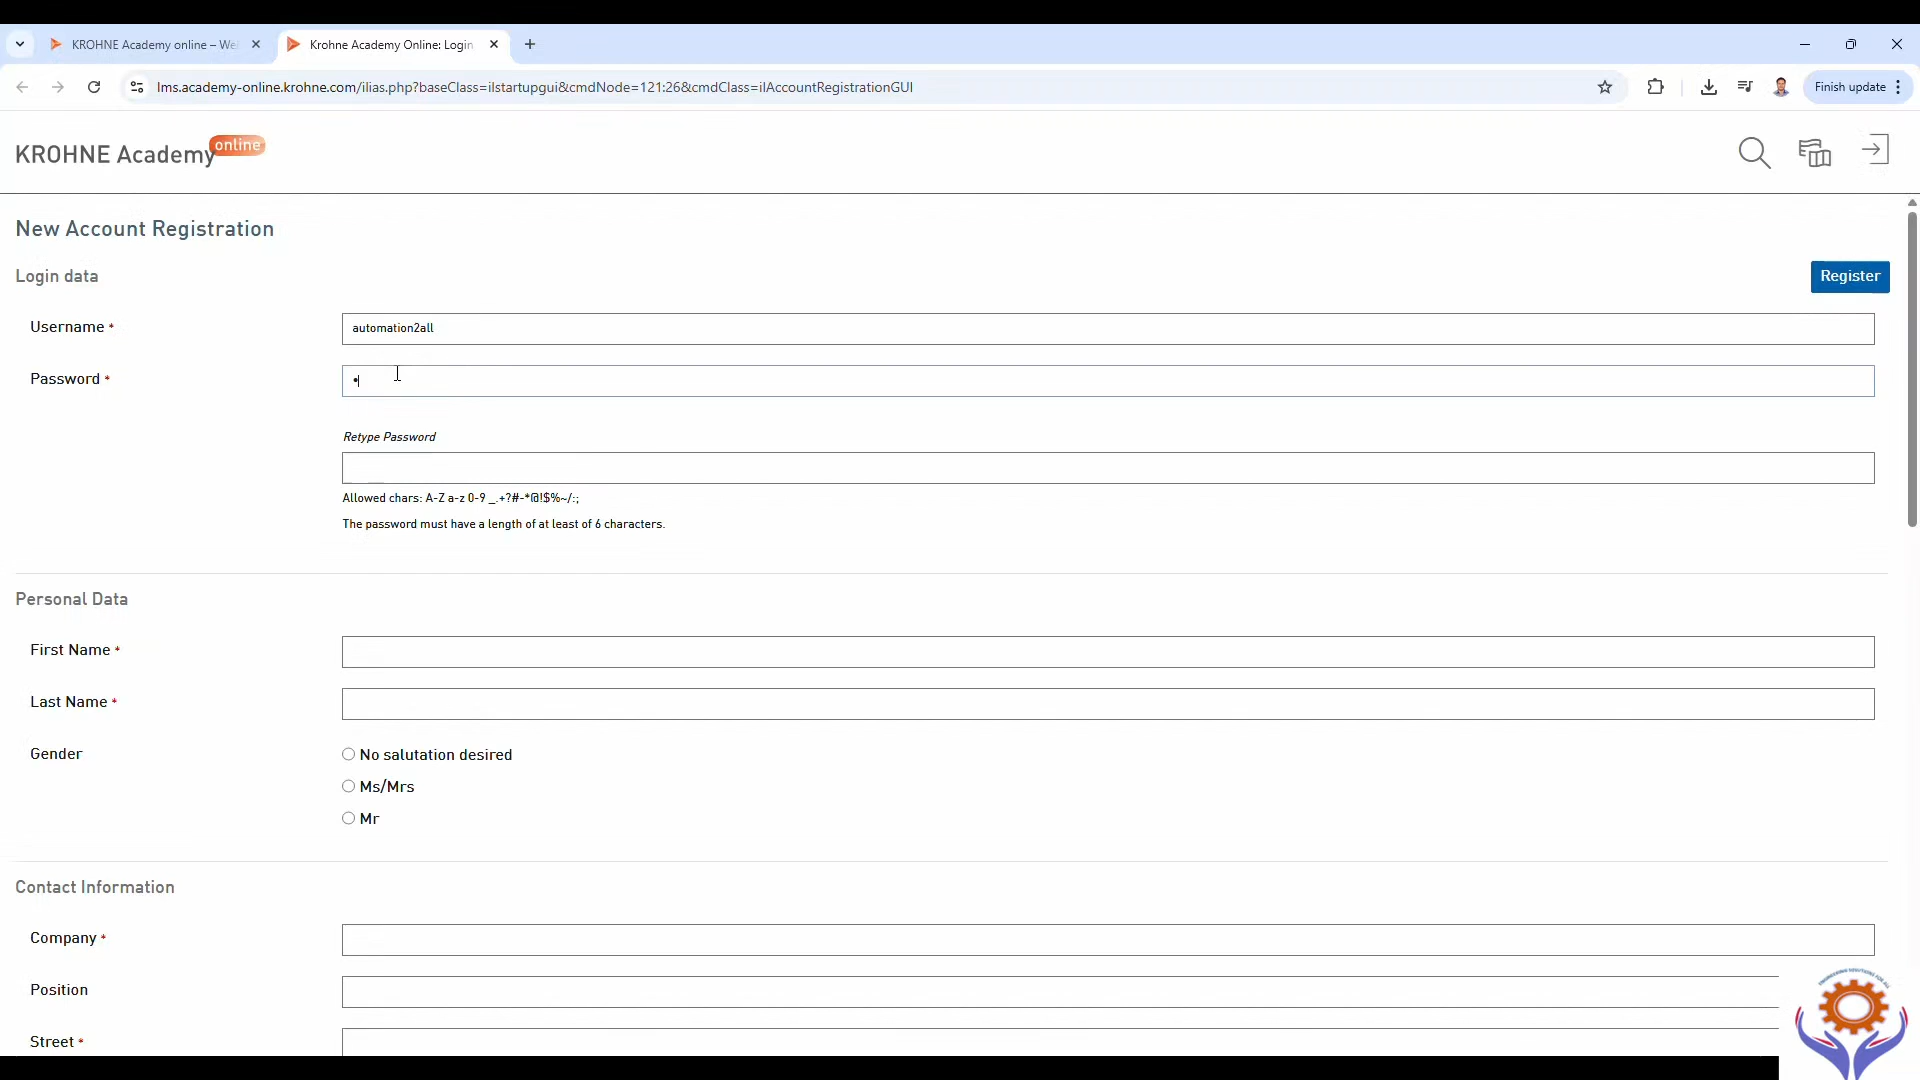 KROHNE Academy online – We
Krohne Academy Online: Login
lms.academy-online.krohne.com/ilias.php?baseClass=ilstartupgui&cmdNode=121:26&cmdClass=ilAccountRegistrationGUI
Finish update
KROHNE Academy online
New Account Registration
Login data
Register
Username *
automation2all
Password *
Retype Password
Allowed chars: A-Z a-z 0-9 _.+?#-*@!$%~/:;
The password must have a length of at least of 6 characters.
Personal Data
First Name *
Last Name *
Gender
No salutation desired
Ms/Mrs
Mr
Contact Information
Company *
Position
Street *